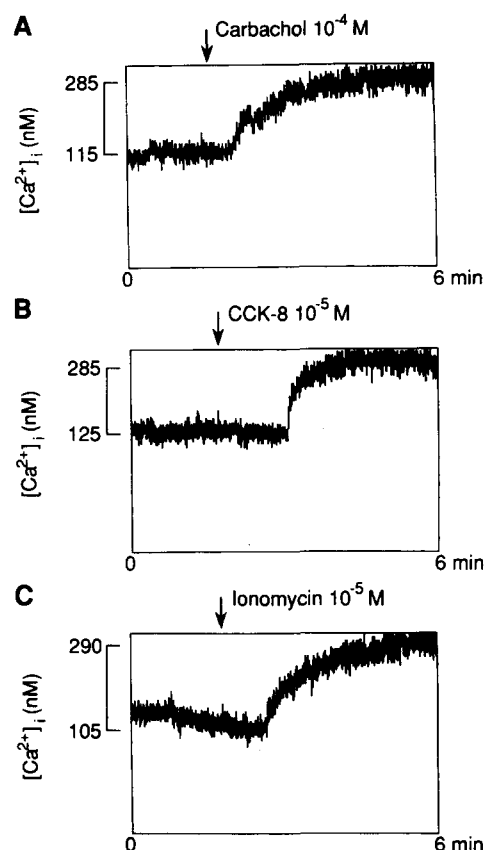 A
Carbachol 10⁻⁴ M
285
115
[Ca²⁺]ᵢ (nM)
0 6 min
B
CCK-8 10⁻⁵ M
285
125
[Ca²⁺]ᵢ (nM)
0 6 min
C
Ionomycin 10⁻⁵ M
290
105
[Ca²⁺]ᵢ (nM)
0 6 min